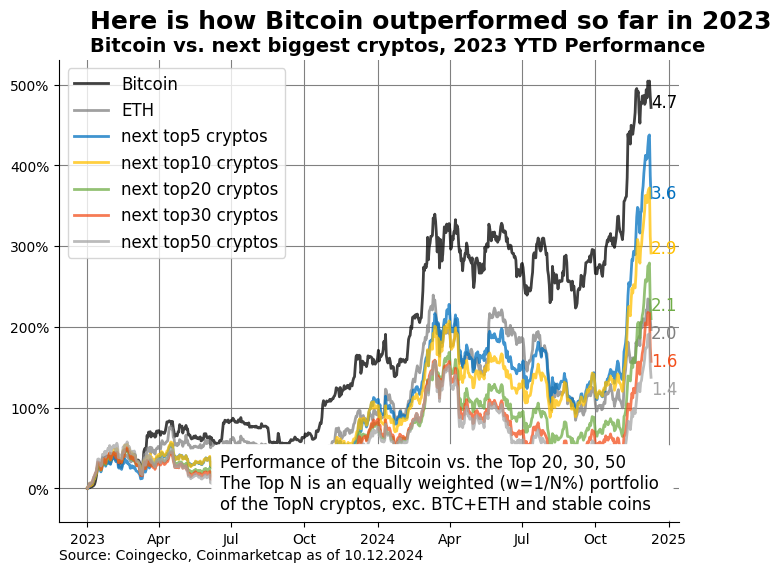 Here is how Bitcoin outperformed so far in 2023
Bitcoin vs. next biggest cryptos, 2023 YTD Performance
500%
400%
300%
200%
100%
0%
Bitcoin
ETH
next top5 cryptos
next top10 cryptos
next top20 cryptos
next top30 cryptos
next top50 cryptos
4.7
3.6
2.9
2.1
2.0
1.6
1.4
Performance of the Bitcoin vs. the Top 20, 30, 50
The Top N is an equally weighted (w=1/N%) portfolio
of the TopN cryptos, exc. BTC+ETH and stable coins
2023 Apr Jul Oct 2024 Apr Jul Oct 2025
Source: Coingecko, Coinmarketcap as of 10.12.2024